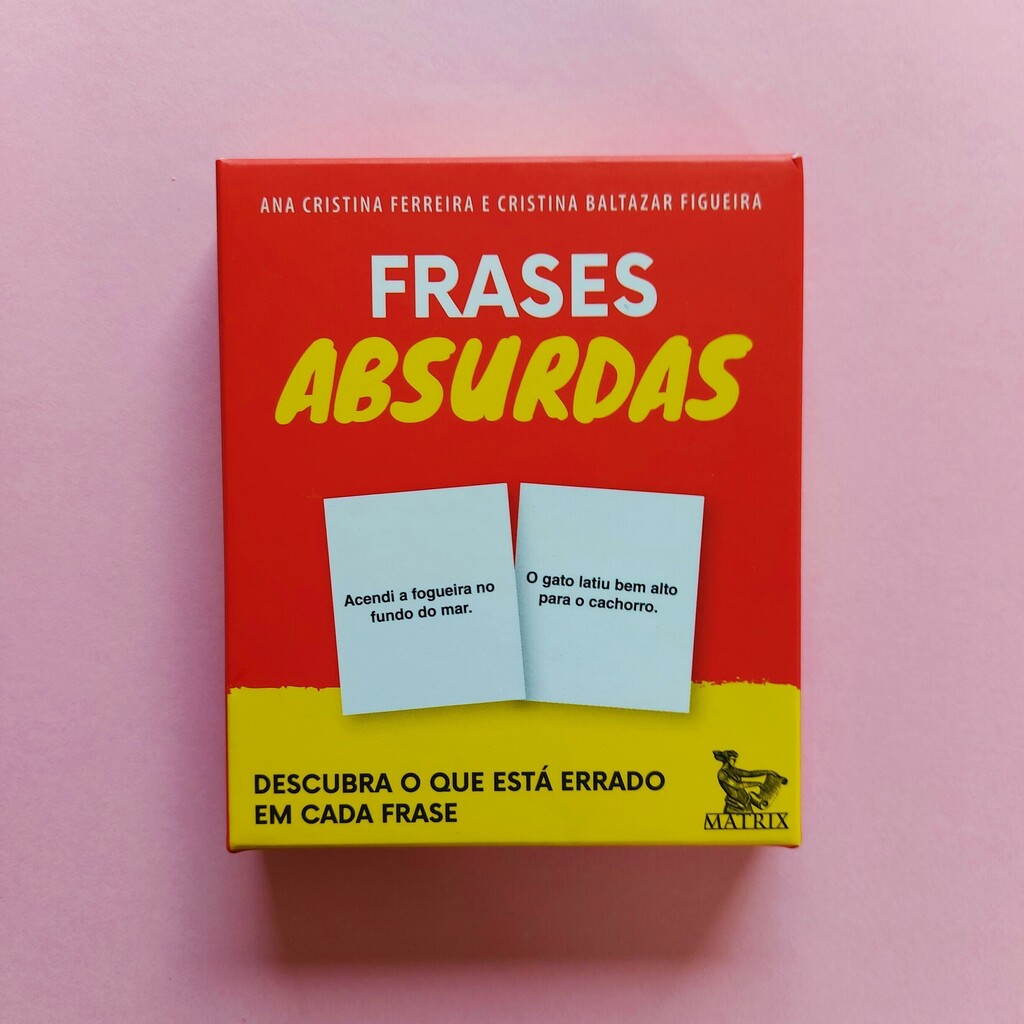 ANA CRISTINA FERREIRA E CRISTINA BALTAZAR FIGUEIRA
FRASES
ABSURDAS
Acendi a fogueira no
fundo do mar.
O gato latiu bem alto
para o cachorro.
DESCUBRA O QUE ESTÁ ERRADO
EM CADA FRASE
MATRIX